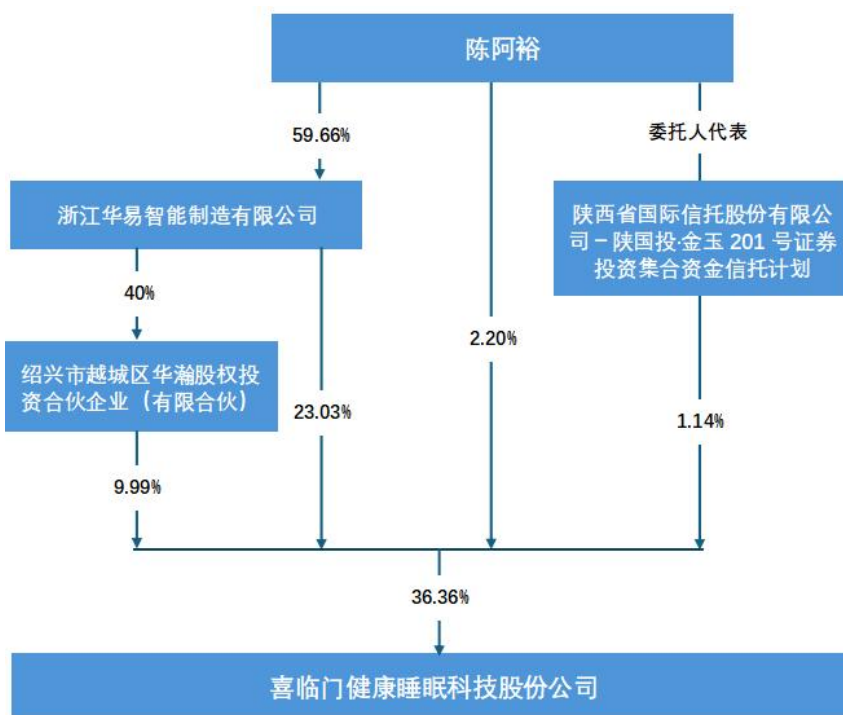 陈阿裕
59.66%
委托人代表
浙江华易智能制造有限公司
陕西省国际信托股份有限公
司－陕国投·金玉 201 号证券
投资集合资金信托计划
40%
2.20%
绍兴市越城区华瀚股权投
资合伙企业（有限合伙）
23.03%
1.14%
9.99%
36.36%
喜临门健康睡眠科技股份公司